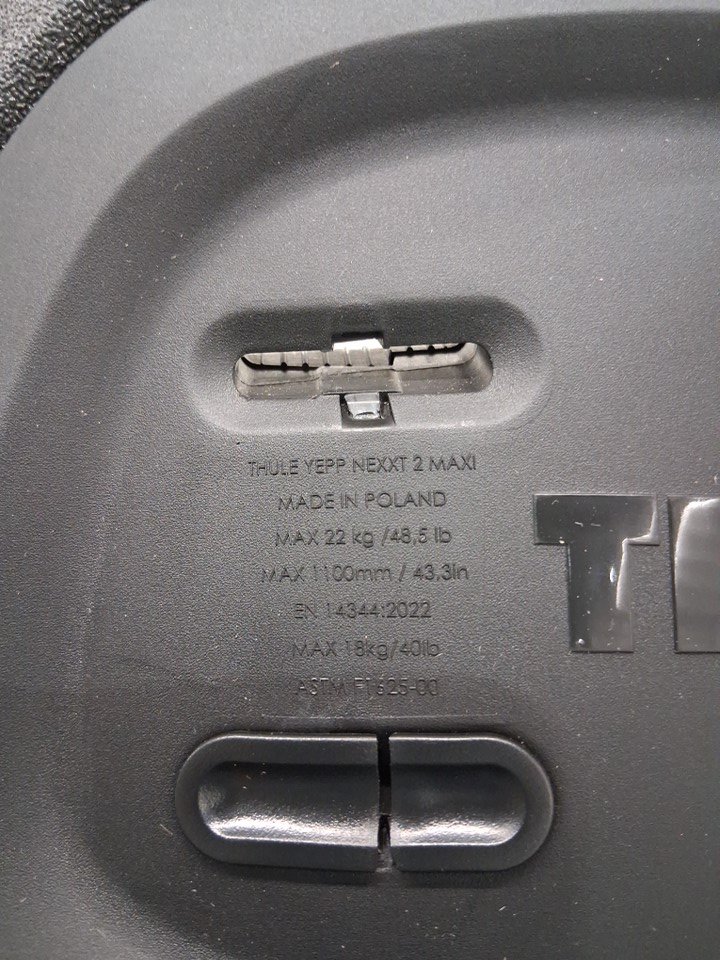 THULE YEPP NEXXT 2 MAXI
MADE IN POLAND
MAX 22 kg /48,5 lb
MAX 1100mm / 43,3in
EN 14344:2022
MAX 18kg/40lb
ASTM F1625-00